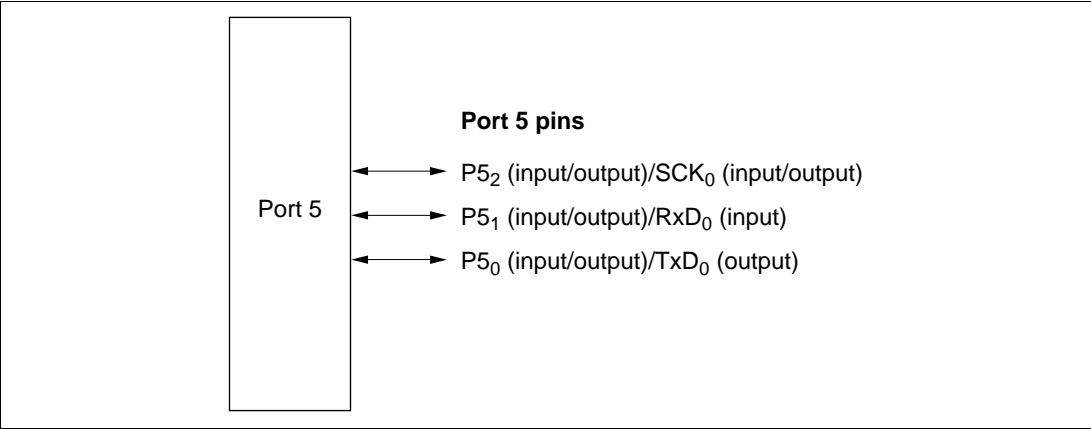 Port 5 pins
P5₂ (input/output)/SCK₀ (input/output)
Port 5
P5₁ (input/output)/RxD₀ (input)
P5₀ (input/output)/TxD₀ (output)